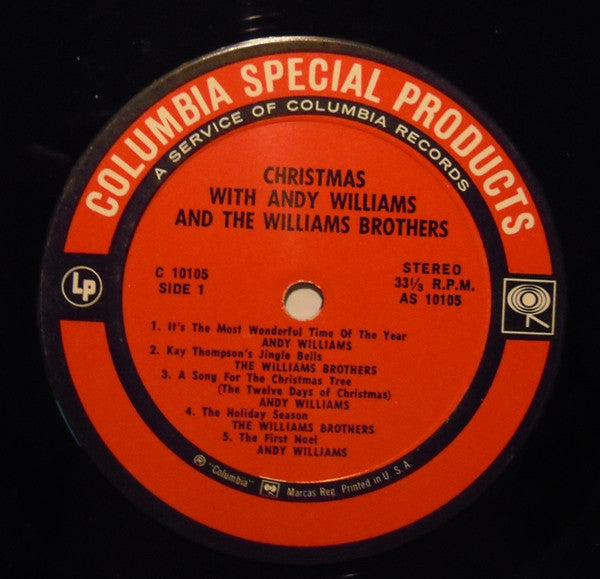 COLUMBIA SPECIAL PRODUCTS
A SERVICE OF COLUMBIA RECORDS
CHRISTMAS
WITH ANDY WILLIAMS
AND THE WILLIAMS BROTHERS
C 10105
SIDE 1
STEREO
33⅓ R.P.M.
AS 10105
LP
1. It's The Most Wonderful Time Of The Year
ANDY WILLIAMS
2. Kay Thompson's Jingle Bells
THE WILLIAMS BROTHERS
3. A Song For The Christmas Tree
(The Twelve Days of Christmas)
ANDY WILLIAMS
4. The Holiday Season
THE WILLIAMS BROTHERS
5. The First Noel
ANDY WILLIAMS
® "Columbia" Marcas Reg. Printed in U.S.A.